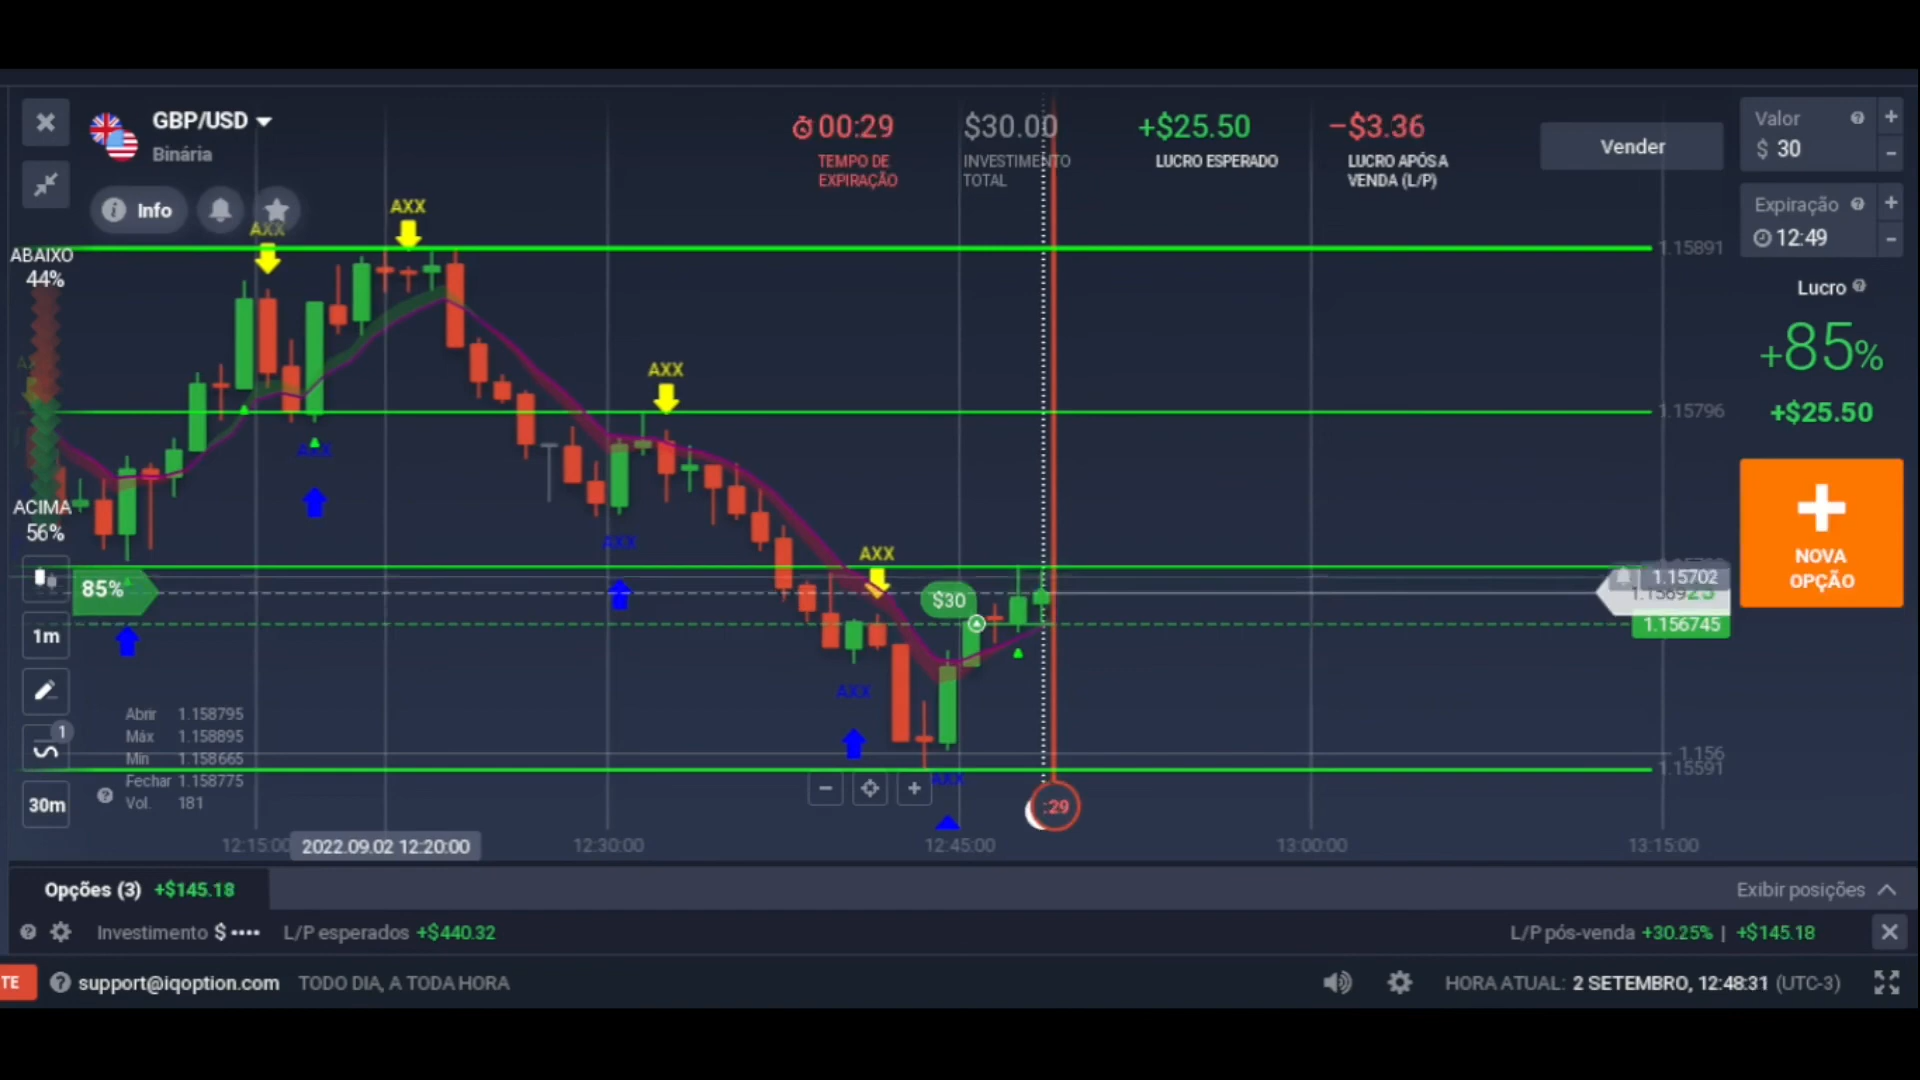 GBP/USD
Binária
Info
00:29
TEMPO DE
EXPIRAÇÃO
$30.00
INVESTIMENTO
TOTAL
+$25.50
LUCRO ESPERADO
−$3.36
LUCRO APÓS A
VENDA (L/P)
Vender
Valor
$ 30
Expiração
12:49
Lucro
+85%
+$25.50
NOVA
OPÇÃO
ABAIXO
44%
ACIMA
56%
85%
AXX
AXX
AXX
AXX
AXX
AXX
AXX
AXX
$30
1.15891
1.15796
1.15702
1.156745
1.156
1.15591
1m
1
30m
Abrir 1.158795
Máx 1.158895
Mín 1.158665
Fechar 1.158775
Vol. 181
:29
12:15:00
2022.09.02 12:20:00
12:30:00
12:45:00
13:00:00
13:15:00
Opções (3) +$145.18
Exibir posições
Investimento $ •••• L/P esperados +$440.32
L/P pós-venda +30.25% | +$145.18
TE
support@iqoption.com TODO DIA, A TODA HORA
HORA ATUAL: 2 SETEMBRO, 12:48:31 (UTC-3)